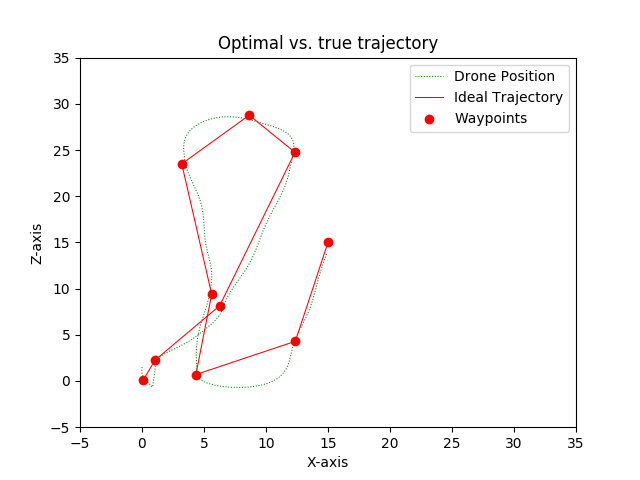 Optimal vs. true trajectory
Drone Position
Ideal Trajectory
Waypoints
35
30
25
20
15
10
5
0
−5
Z-axis
−5 0 5 10 15 20 25 30 35
X-axis